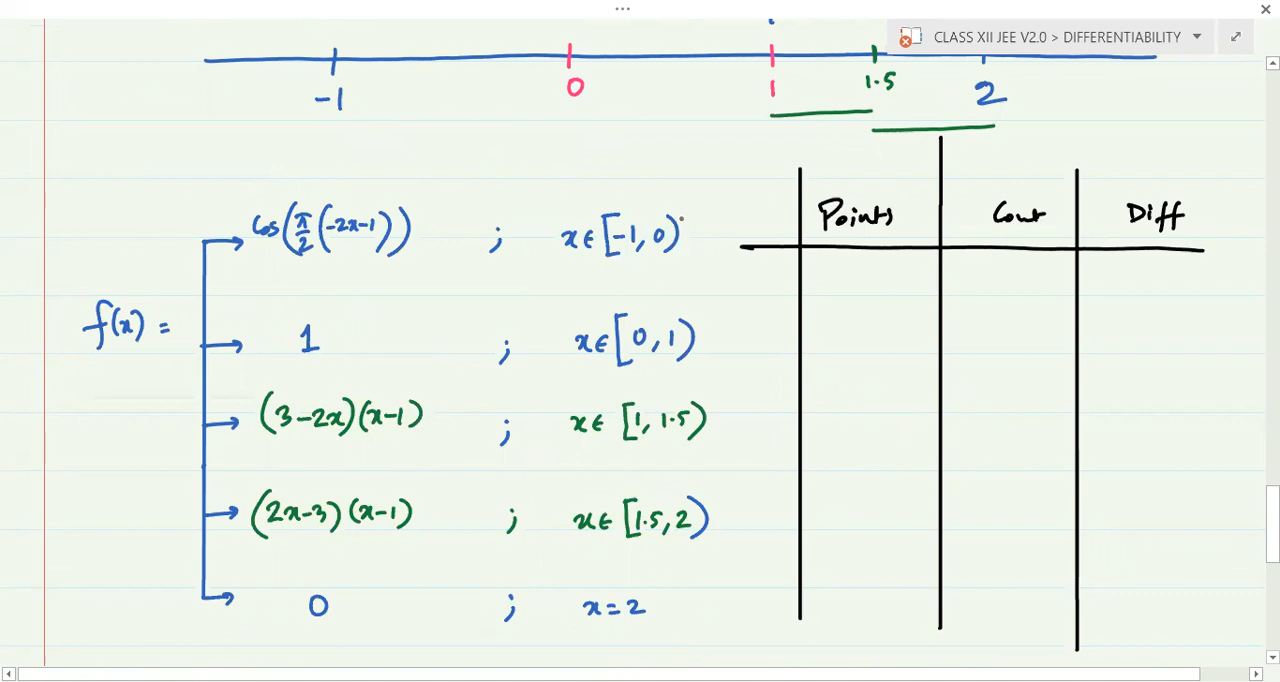 CLASS XII JEE V2.0 > DIFFERENTIABILITY
-1 0 1 1.5 2
Points Cont Diff
f(x) =
cos(π/2(-2x-1)) ; x∈[-1,0)
1 ; x∈[0,1)
(3-2x)(x-1) ; x∈[1,1.5)
(2x-3)(x-1) ; x∈[1.5,2)
0 ; x=2